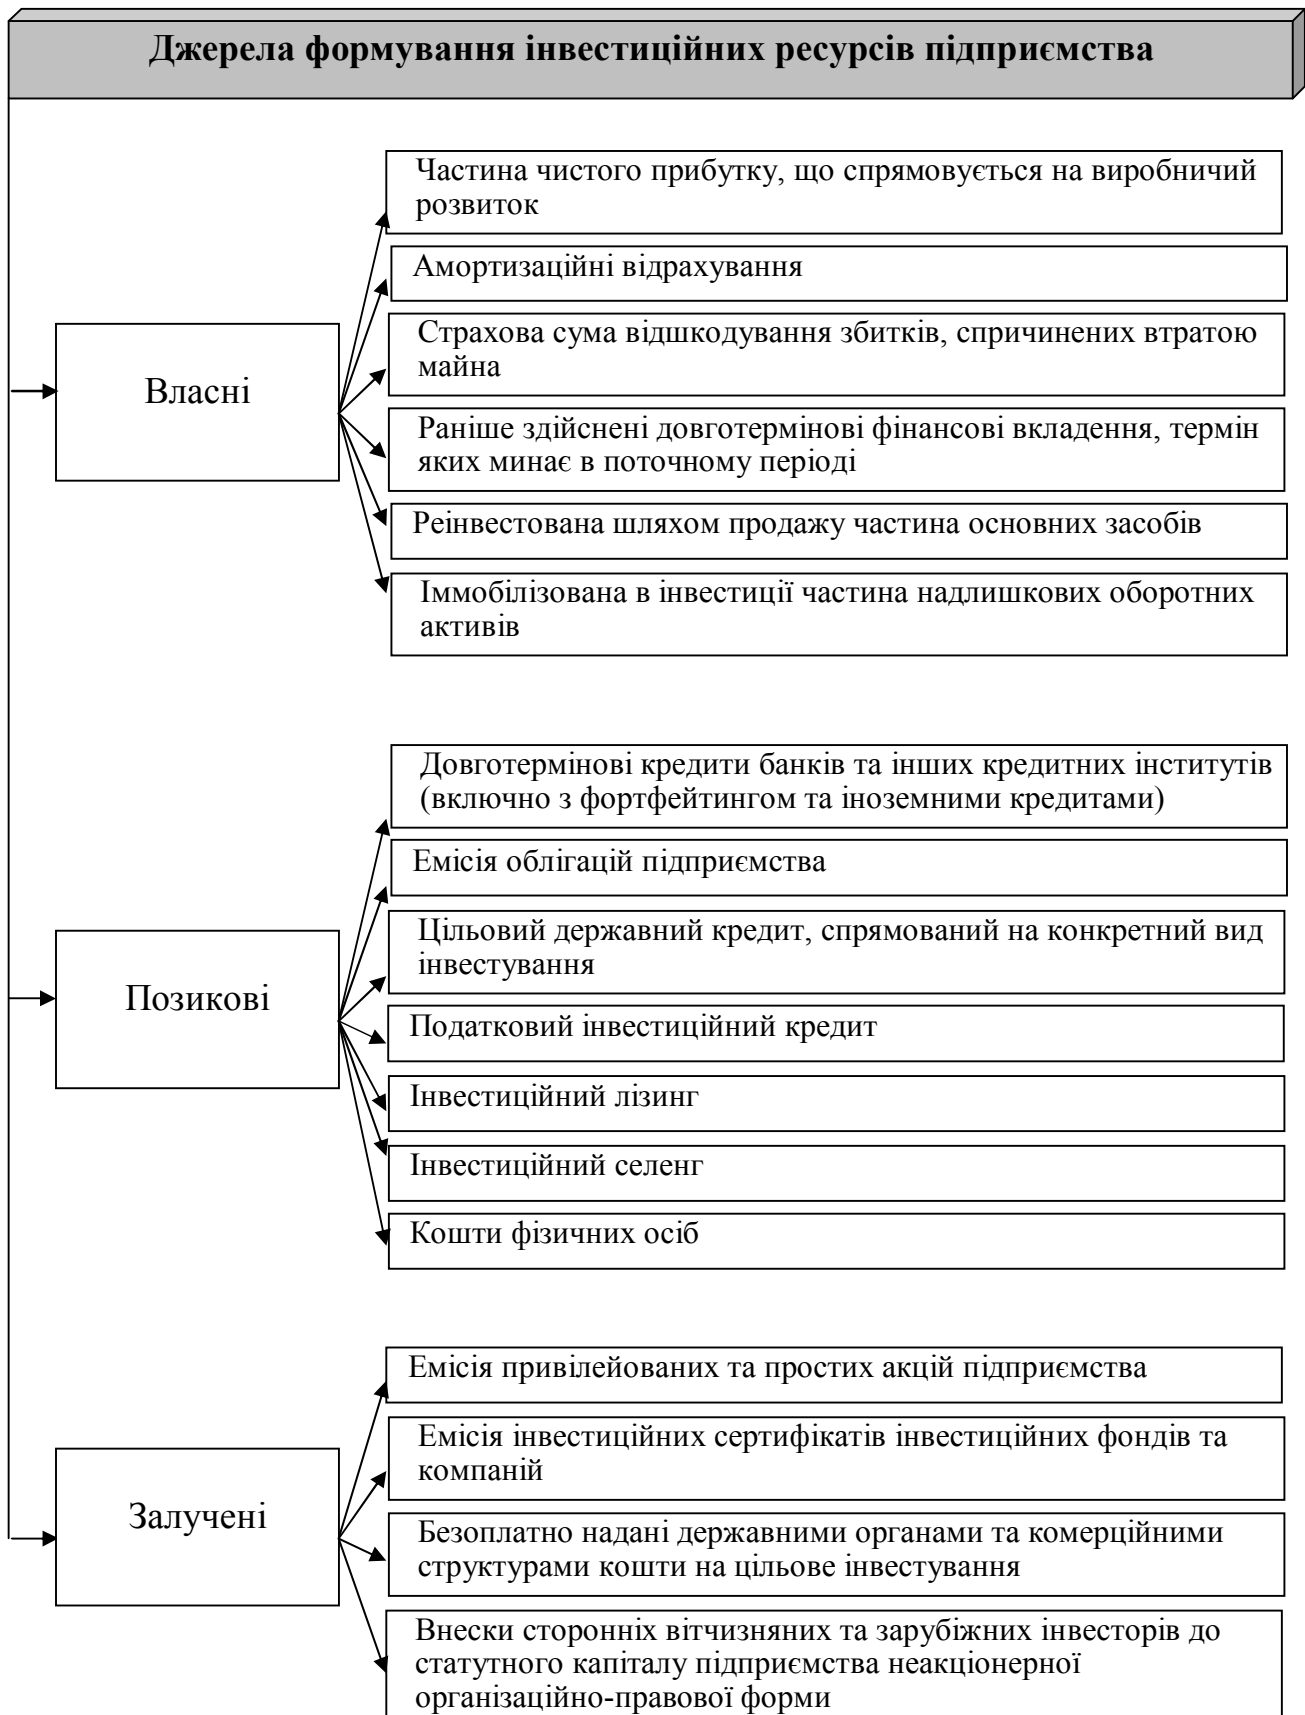 Джерела формування інвестиційних ресурсів підприємства
Частина чистого прибутку, що спрямовується на виробничий
розвиток
Амортизаційні відрахування
Страхова сума відшкодування збитків, спричинених втратою
майна
Власні
Раніше здійснені довготермінові фінансові вкладення, термін
яких минає в поточному періоді
Реінвестована шляхом продажу частина основних засобів
Іммобілізована в інвестиції частина надлишкових оборотних
активів
Довготермінові кредити банків та інших кредитних інститутів
(включно з фортфейтингом та іноземними кредитами)
Емісія облігацій підприємства
Цільовий державний кредит, спрямований на конкретний вид
інвестування
Позикові
Податковий інвестиційний кредит
Інвестиційний лізинг
Інвестиційний селенг
Кошти фізичних осіб
Емісія привілейованих та простих акцій підприємства
Емісія інвестиційних сертифікатів інвестиційних фондів та
компаній
Залучені
Безоплатно надані державними органами та комерційними
структурами кошти на цільове інвестування
Внески сторонніх вітчизняних та зарубіжних інвесторів до
статутного капіталу підприємства неакціонерної
організаційно-правової форми